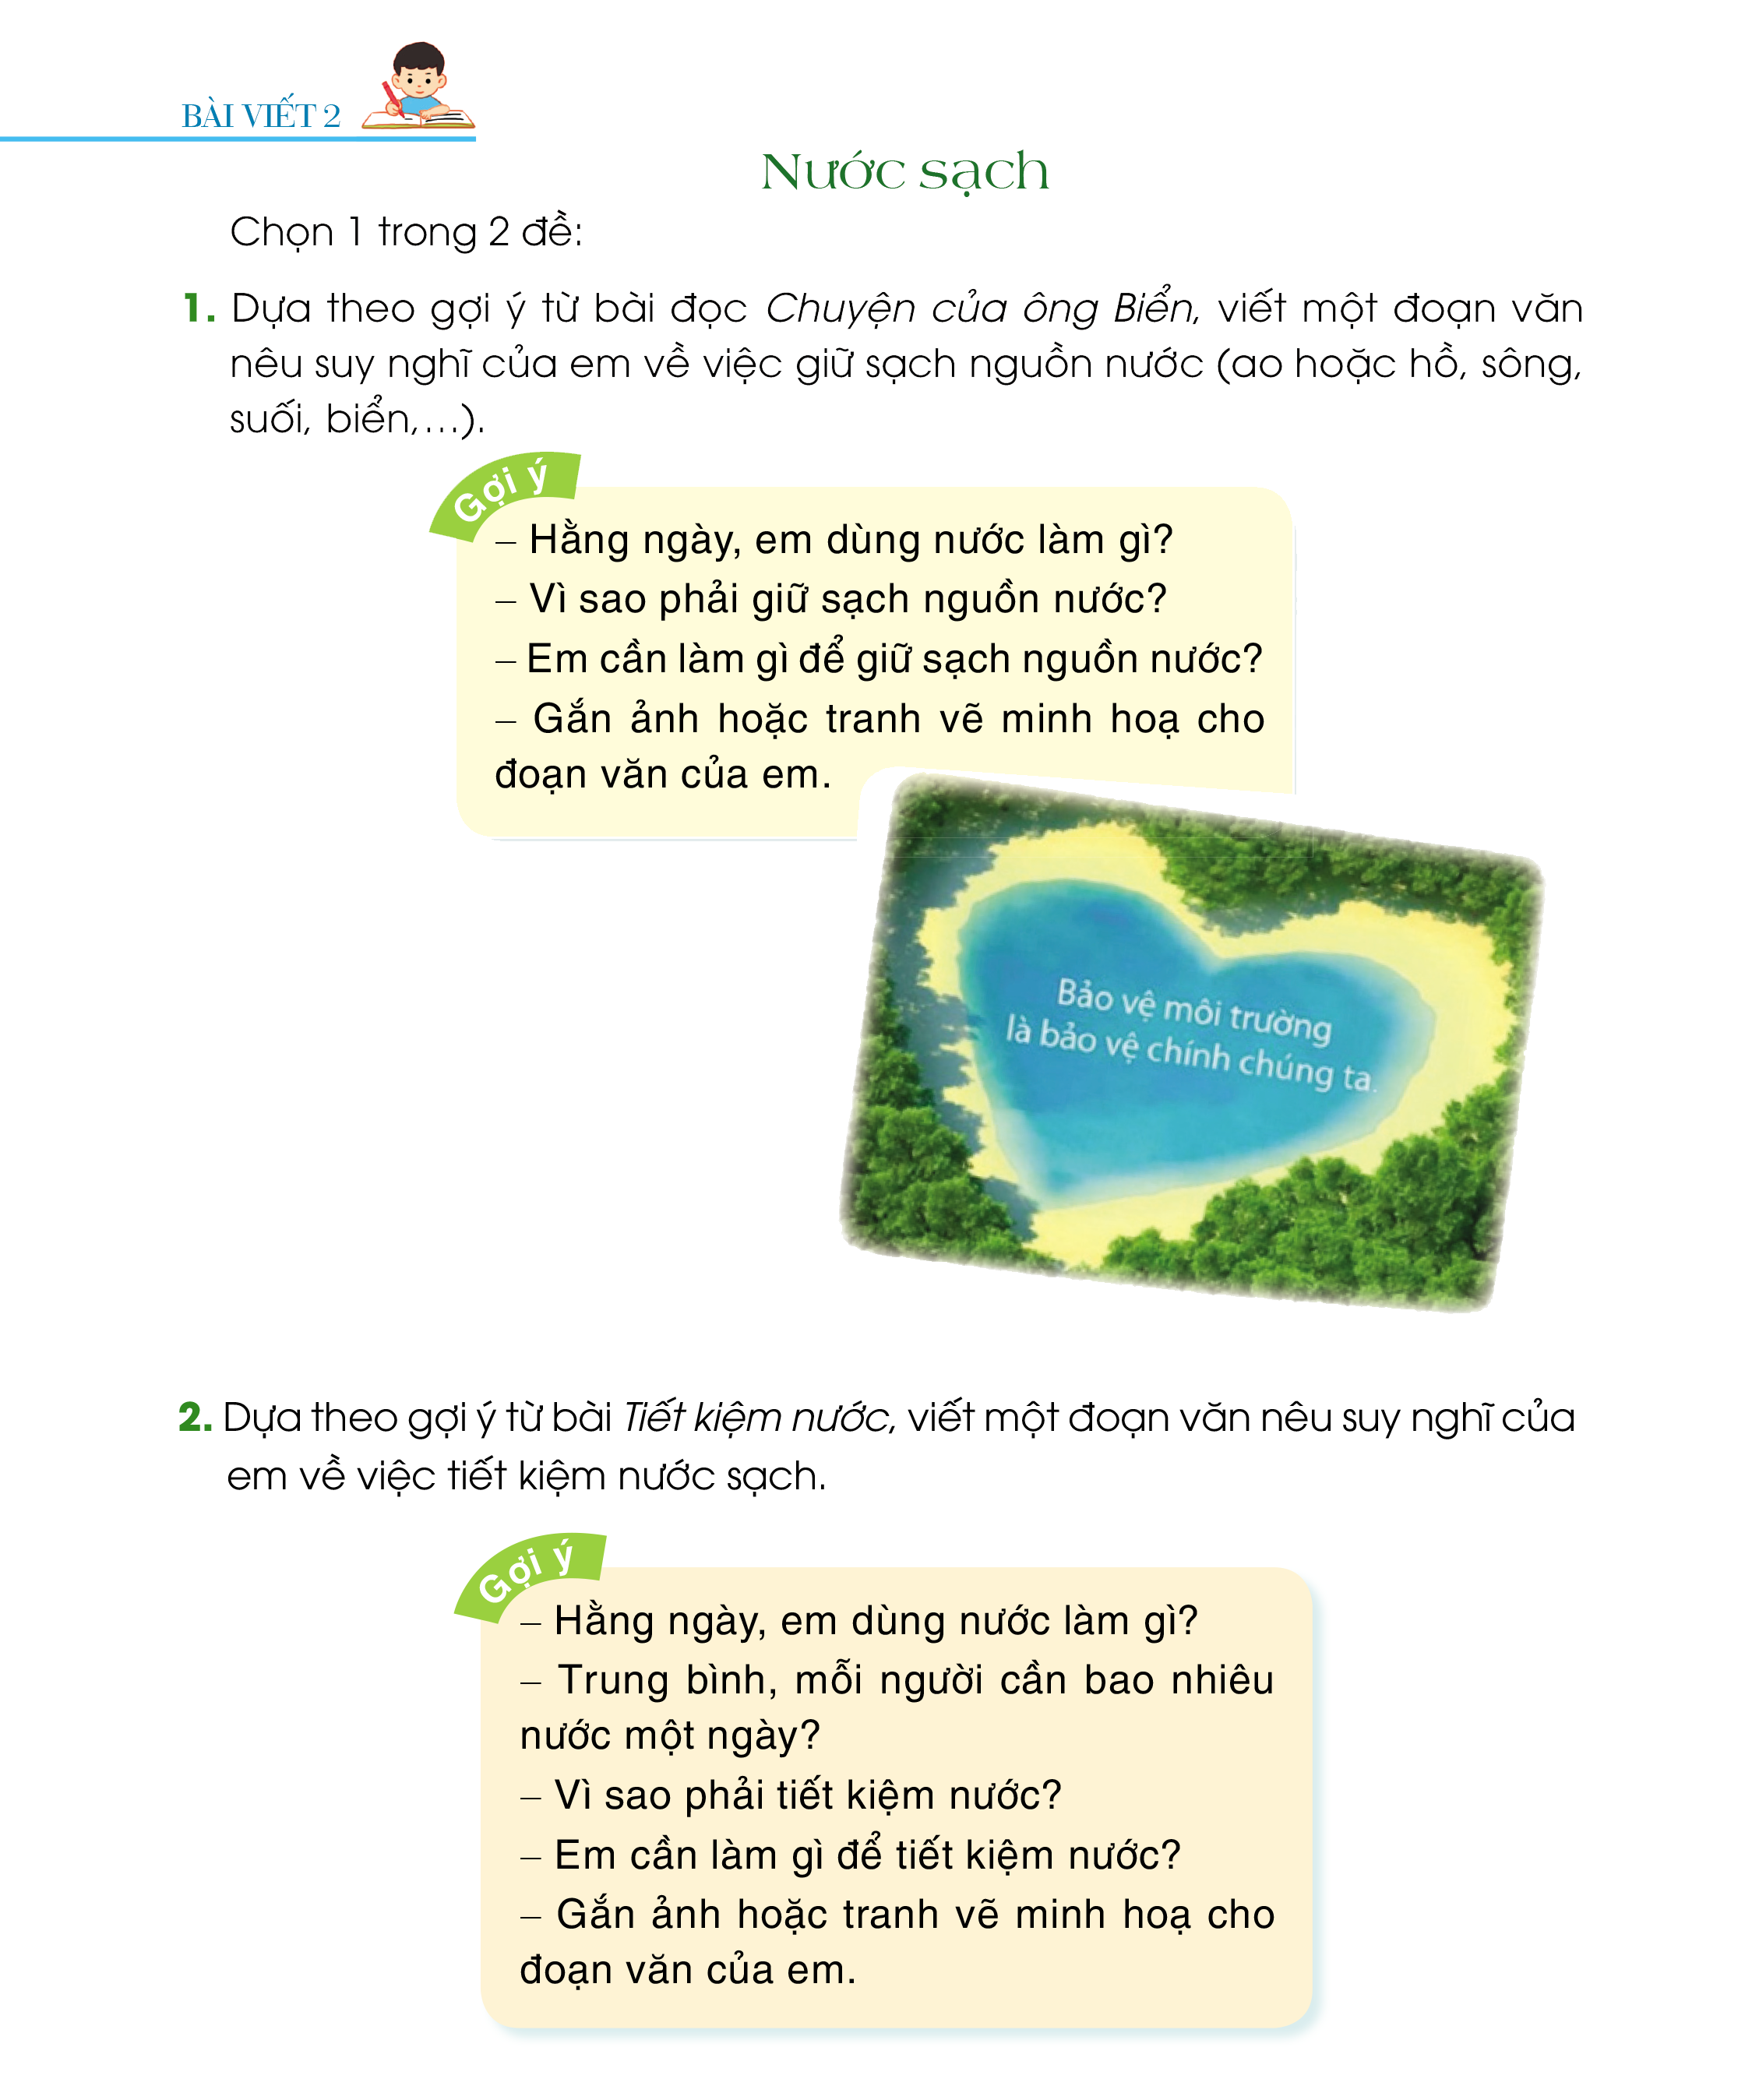 BÀI VIẾT 2
Nước sạch
Chọn 1 trong 2 đề:
1. Dựa theo gợi ý từ bài đọc Chuyện của ông Biển, viết một đoạn văn
nêu suy nghĩ của em về việc giữ sạch nguồn nước (ao hoặc hồ, sông,
suối, biển,...).
Gợi ý
– Hằng ngày, em dùng nước làm gì?
– Vì sao phải giữ sạch nguồn nước?
– Em cần làm gì để giữ sạch nguồn nước?
– Gắn ảnh hoặc tranh vẽ minh hoạ cho
đoạn văn của em.
Bảo vệ môi trường
là bảo vệ chính chúng ta.
2. Dựa theo gợi ý từ bài Tiết kiệm nước, viết một đoạn văn nêu suy nghĩ của
em về việc tiết kiệm nước sạch.
Gợi ý
– Hằng ngày, em dùng nước làm gì?
– Trung bình, mỗi người cần bao nhiêu
nước một ngày?
– Vì sao phải tiết kiệm nước?
– Em cần làm gì để tiết kiệm nước?
– Gắn ảnh hoặc tranh vẽ minh hoạ cho
đoạn văn của em.